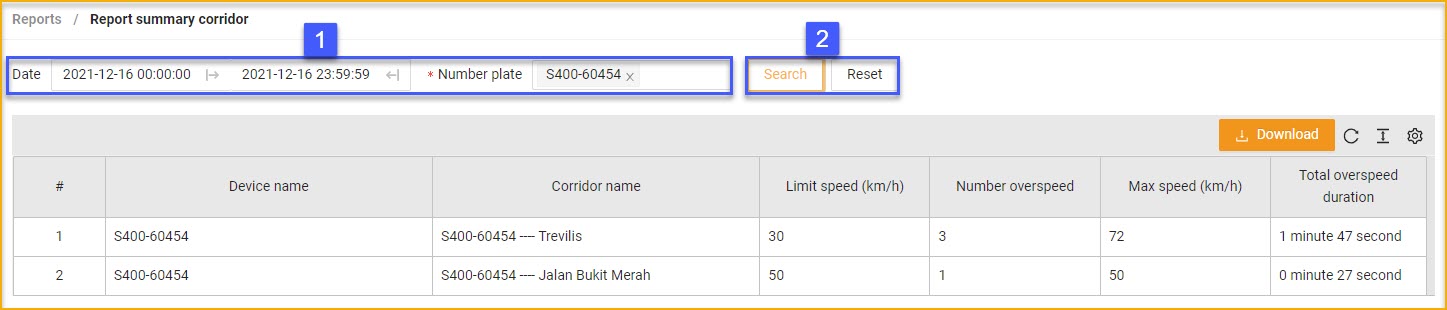 Reports / Report summary corridor
1 2
Date 2021-12-16 00:00:00 2021-12-16 23:59:59 * Number plate S400-60454 x Search Reset
Download
# Device name Corridor name Limit speed (km/h) Number overspeed Max speed (km/h) Total overspeed duration
1 S400-60454 S400-60454 ---- Trevilis 30 3 72 1 minute 47 second
2 S400-60454 S400-60454 ---- Jalan Bukit Merah 50 1 50 0 minute 27 second